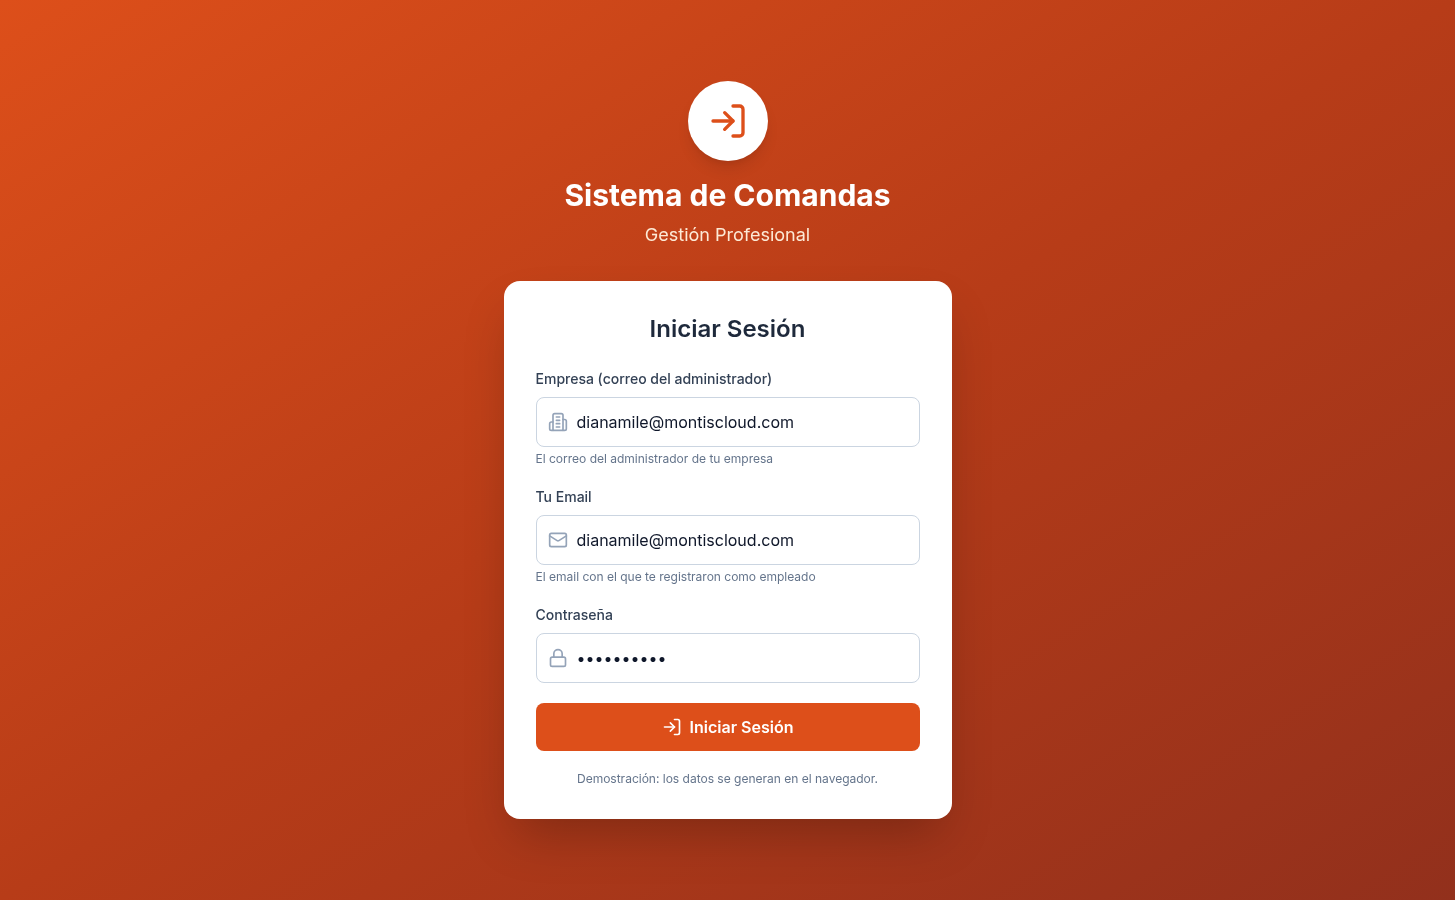 Sistema de Comandas
Gestión Profesional
Iniciar Sesión
Empresa (correo del administrador)
dianamile@montiscloud.com
El correo del administrador de tu empresa
Tu Email
dianamile@montiscloud.com
El email con el que te registraron como empleado
Contraseña
••••••••••
Iniciar Sesión
Demostración: los datos se generan en el navegador.